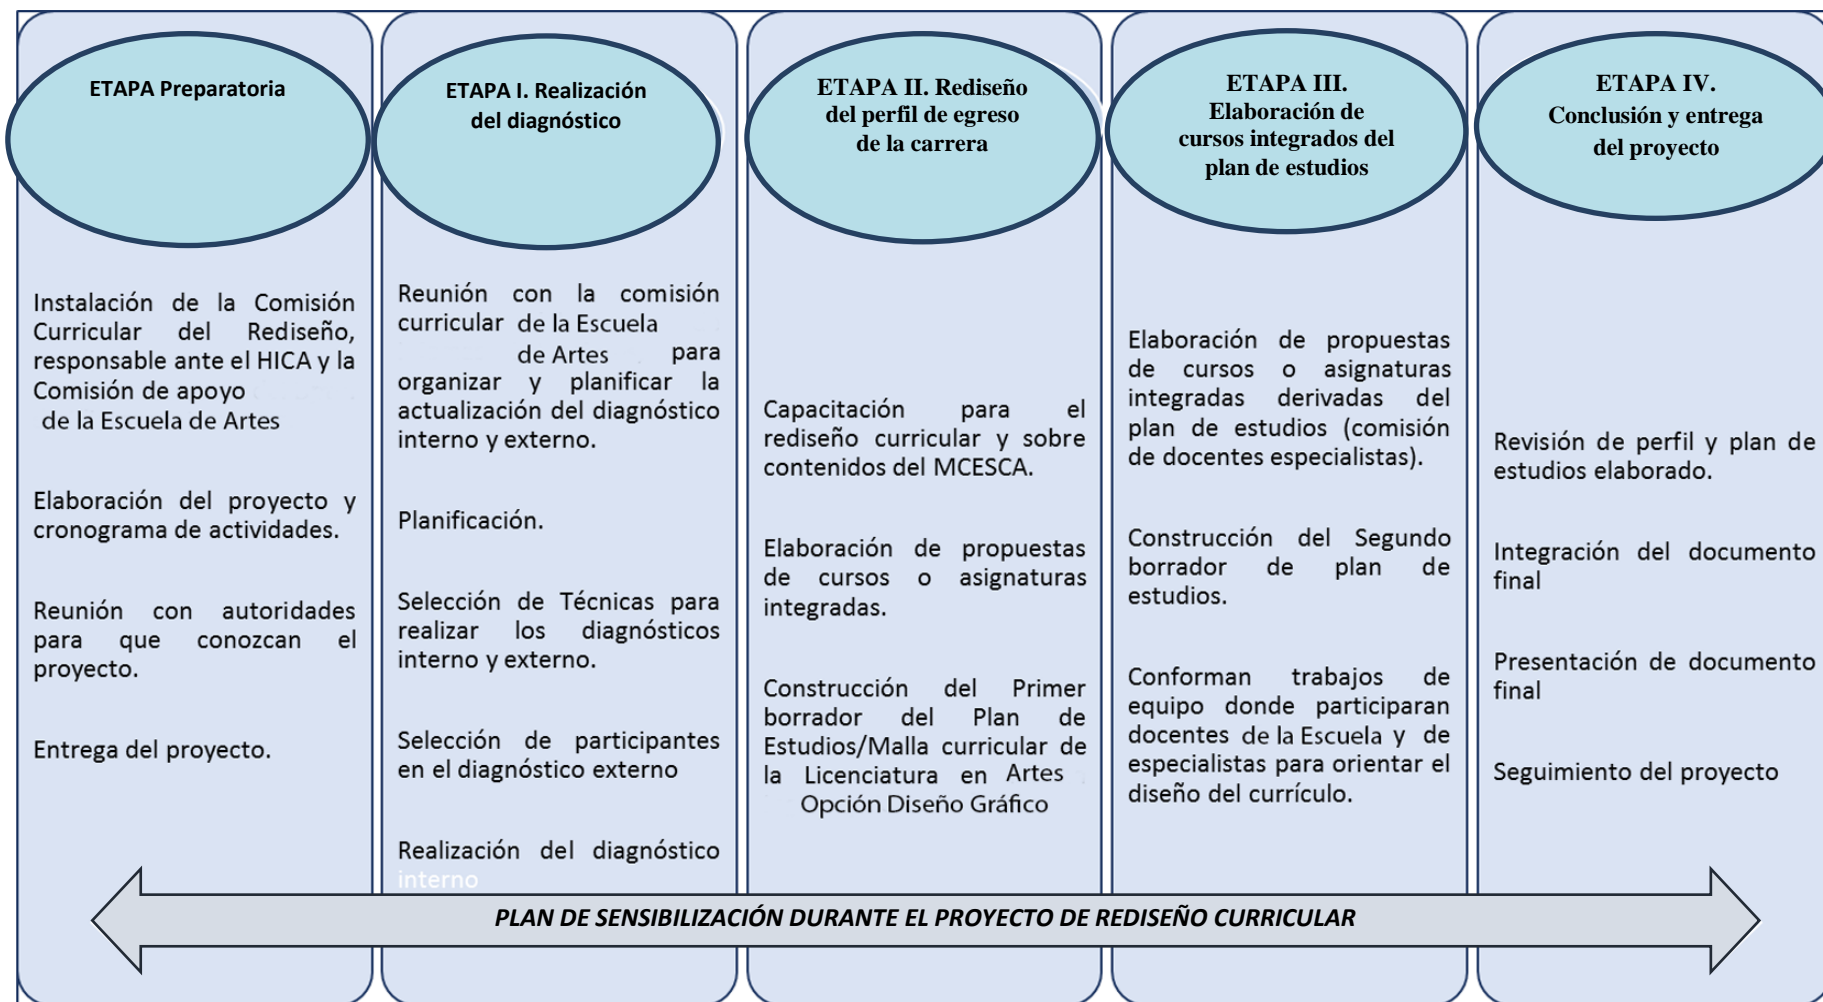 ETAPA Preparatoria
Instalación de la Comisión
Curricular del Rediseño,
responsable ante el HICA y la
Comisión de apoyo
de la Escuela de Artes
Elaboración del proyecto y
cronograma de actividades.
Reunión con autoridades
para que conozcan el
proyecto.
Entrega del proyecto.
ETAPA I. Realización
del diagnóstico
Reunión con la comisión
curricular de la Escuela
de Artes para
organizar y planificar la
actualización del diagnóstico
interno y externo.
Planificación.
Selección de Técnicas para
realizar los diagnósticos
interno y externo.
Selección de participantes
en el diagnóstico externo
Realización del diagnóstico
interno
ETAPA II. Rediseño
del perfil de egreso
de la carrera
Capacitación para el
rediseño curricular y sobre
contenidos del MCESCA.
Elaboración de propuestas
de cursos o asignaturas
integradas.
Construcción del Primer
borrador del Plan de
Estudios/Malla curricular de
la Licenciatura en Artes
Opción Diseño Gráfico
ETAPA III.
Elaboración de
cursos integrados del
plan de estudios
Elaboración de propuestas
de cursos o asignaturas
integradas derivadas del
plan de estudios (comisión
de docentes especialistas).
Construcción del Segundo
borrador de plan de
estudios.
Conforman trabajos de
equipo donde participaran
docentes de la Escuela y de
especialistas para orientar el
diseño del currículo.
ETAPA IV.
Conclusión y entrega
del proyecto
Revisión de perfil y plan de
estudios elaborado.
Integración del documento
final
Presentación de documento
final
Seguimiento del proyecto
PLAN DE SENSIBILIZACIÓN DURANTE EL PROYECTO DE REDISEÑO CURRICULAR